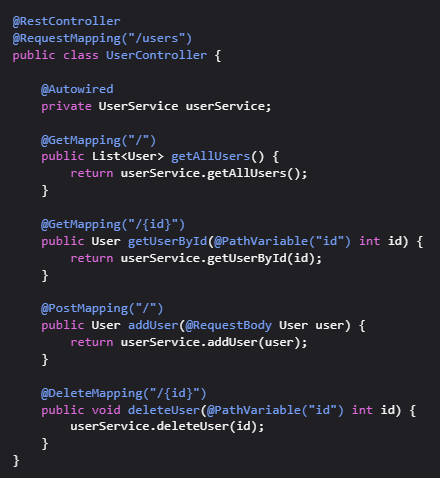 @RestController
@RequestMapping("/users")
public class UserController {

    @Autowired
    private UserService userService;

    @GetMapping("/")
    public List<User> getAllUsers() {
        return userService.getAllUsers();
    }

    @GetMapping("/{id}")
    public User getUserById(@PathVariable("id") int id) {
        return userService.getUserById(id);
    }

    @PostMapping("/")
    public User addUser(@RequestBody User user) {
        return userService.addUser(user);
    }

    @DeleteMapping("/{id}")
    public void deleteUser(@PathVariable("id") int id) {
        userService.deleteUser(id);
    }
}